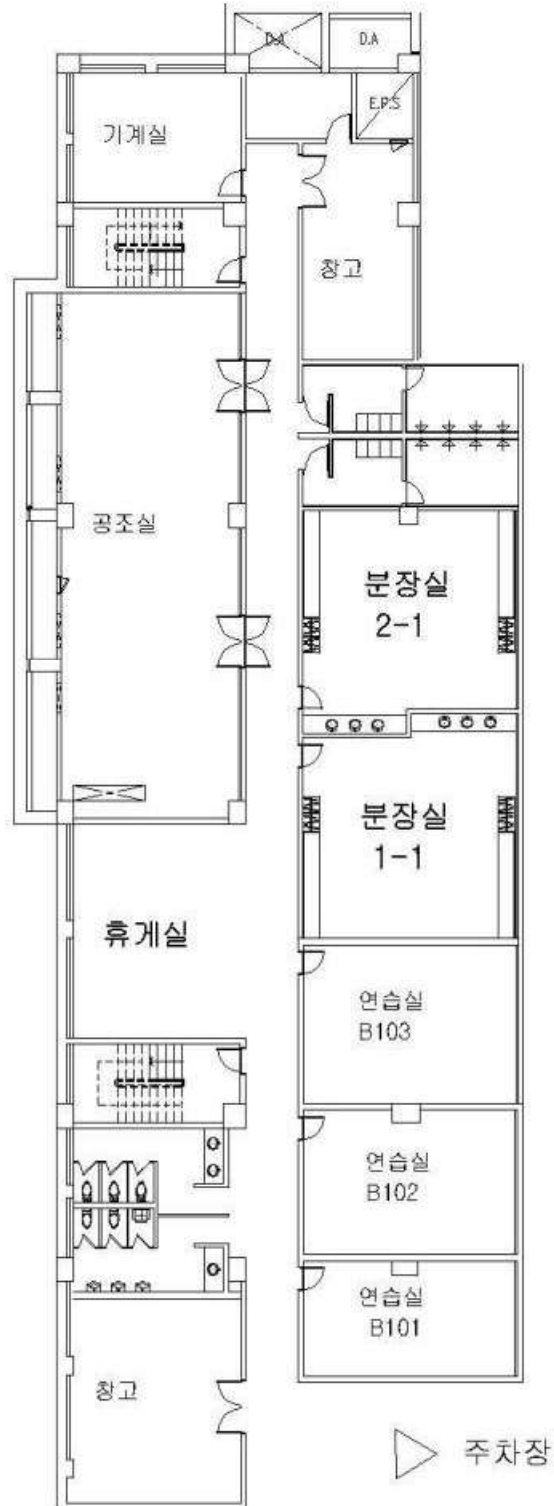 D.A
D.A
E.P.S
기계실
창고
공조실
분장실
2-1
분장실
1-1
휴게실
연습실
B103
연습실
B102
연습실
B101
창고
주차장